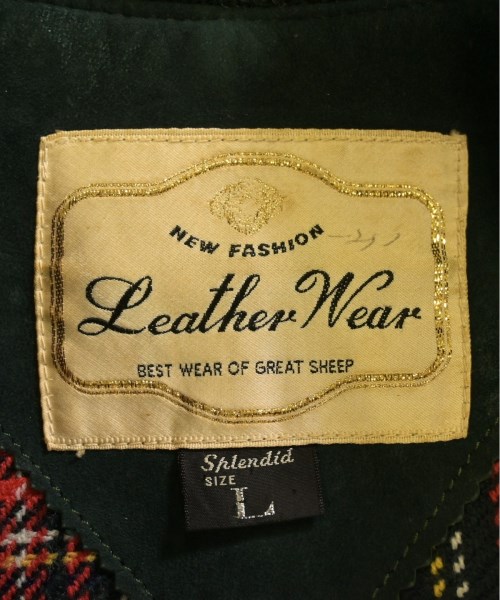 NEW FASHION
Leather Wear
BEST WEAR OF GREAT SHEEP
Splendid
SIZE
L